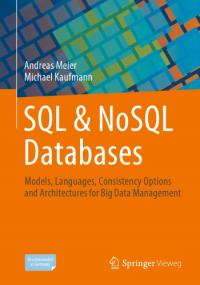 Andreas Meier
Michael Kaufmann
SQL & NoSQL
Databases
Models, Languages, Consistency Options
and Architectures for Big Data Management
Springer Vieweg